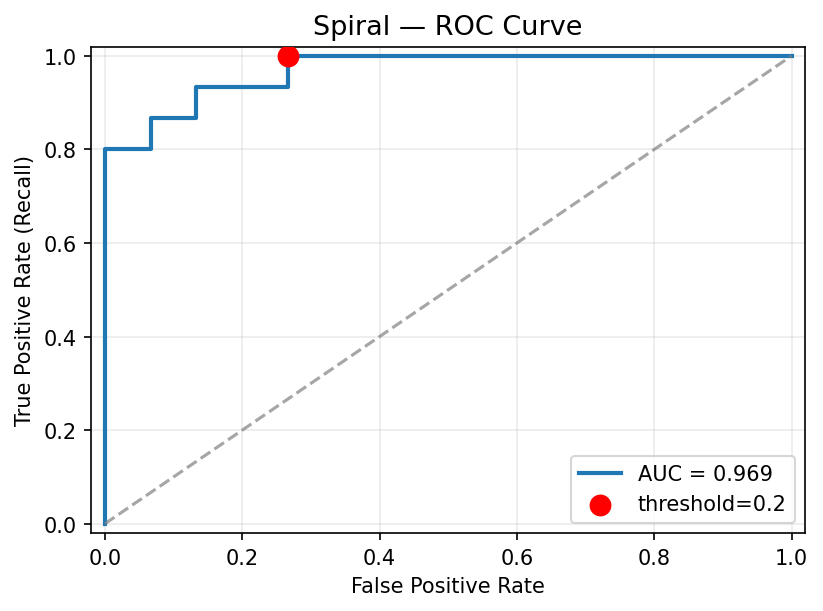 Spiral — ROC Curve
True Positive Rate (Recall)
1.0
0.8
0.6
0.4
0.2
0.0
AUC = 0.969
threshold=0.2
0.0 0.2 0.4 0.6 0.8 1.0
False Positive Rate